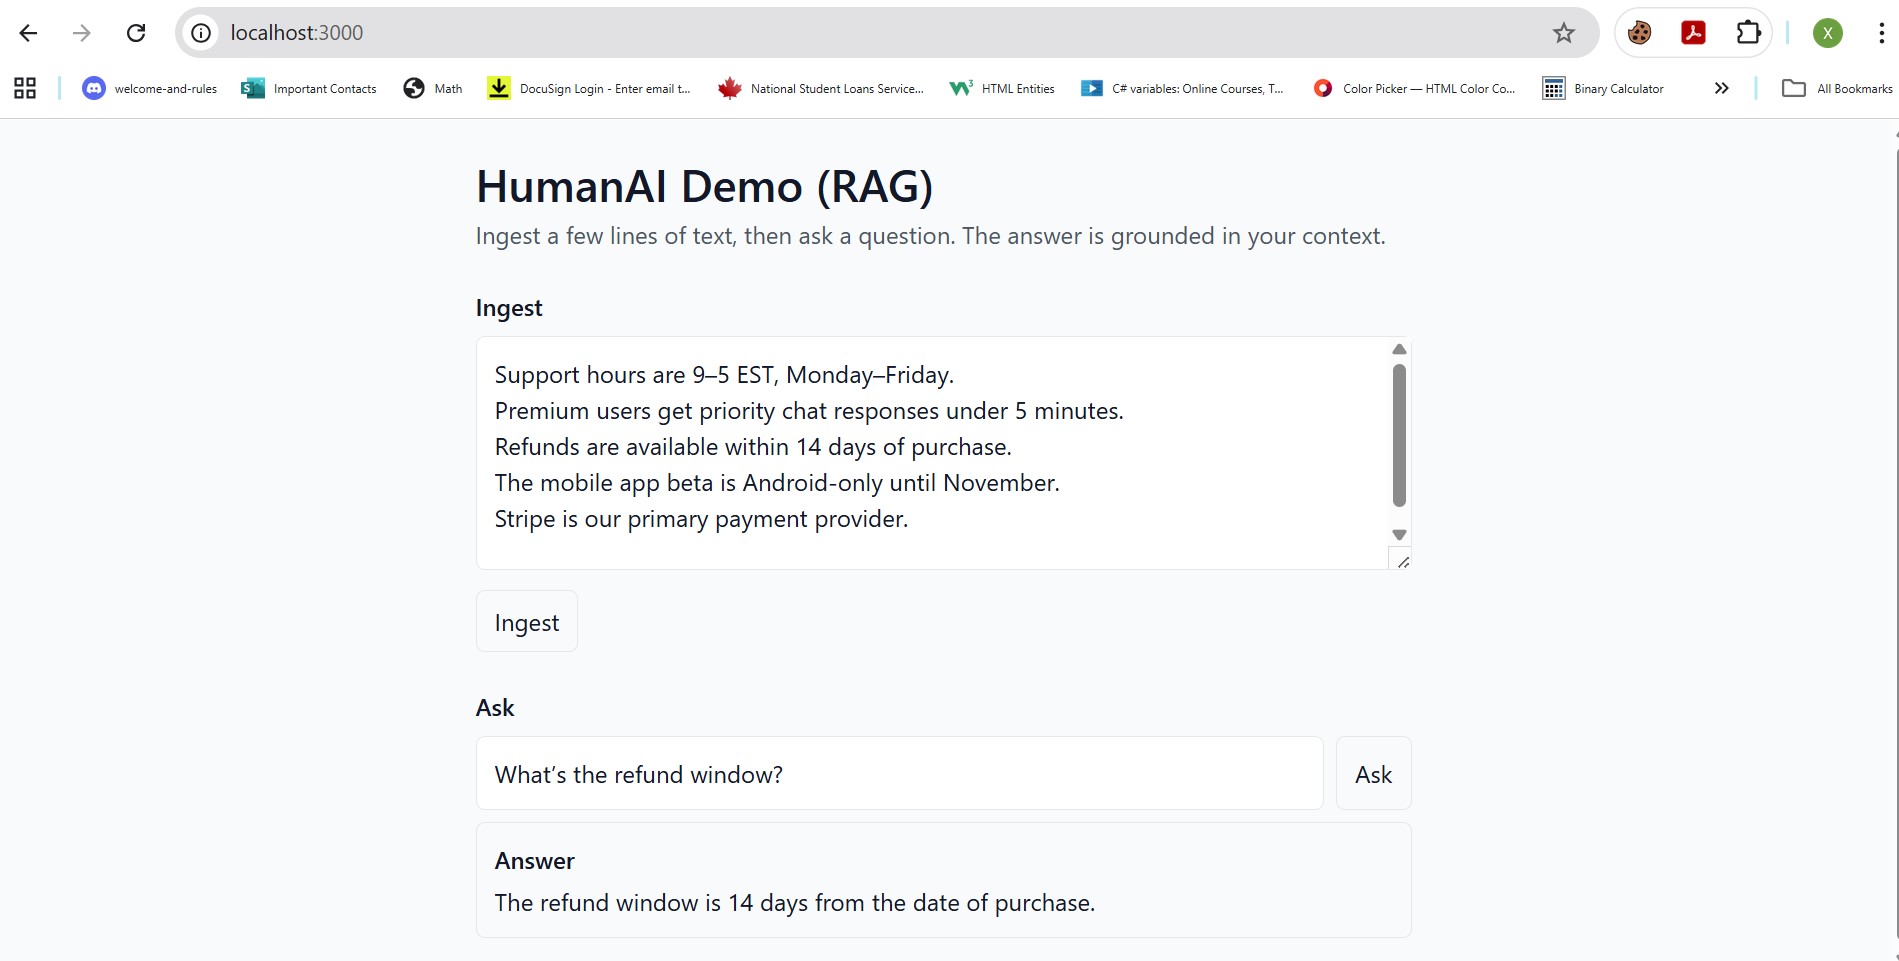 localhost:3000
welcome-and-rules
Important Contacts
Math
DocuSign Login - Enter email t...
National Student Loans Service...
HTML Entities
C# variables: Online Courses, T...
Color Picker — HTML Color Co...
Binary Calculator
All Bookmarks
X
HumanAI Demo (RAG)
Ingest a few lines of text, then ask a question. The answer is grounded in your context.
Ingest
Support hours are 9–5 EST, Monday–Friday.
Premium users get priority chat responses under 5 minutes.
Refunds are available within 14 days of purchase.
The mobile app beta is Android-only until November.
Stripe is our primary payment provider.
Ingest
Ask
What’s the refund window?
Ask
Answer
The refund window is 14 days from the date of purchase.